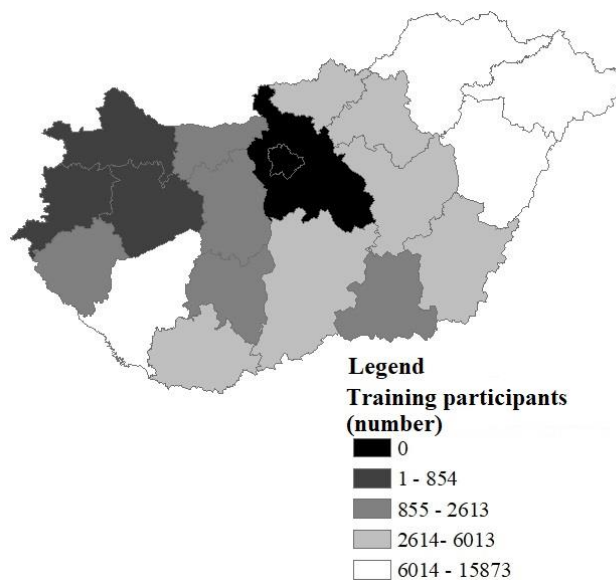 Legend
Training participants
(number)
0
1 - 854
855 - 2613
2614- 6013
6014 - 15873